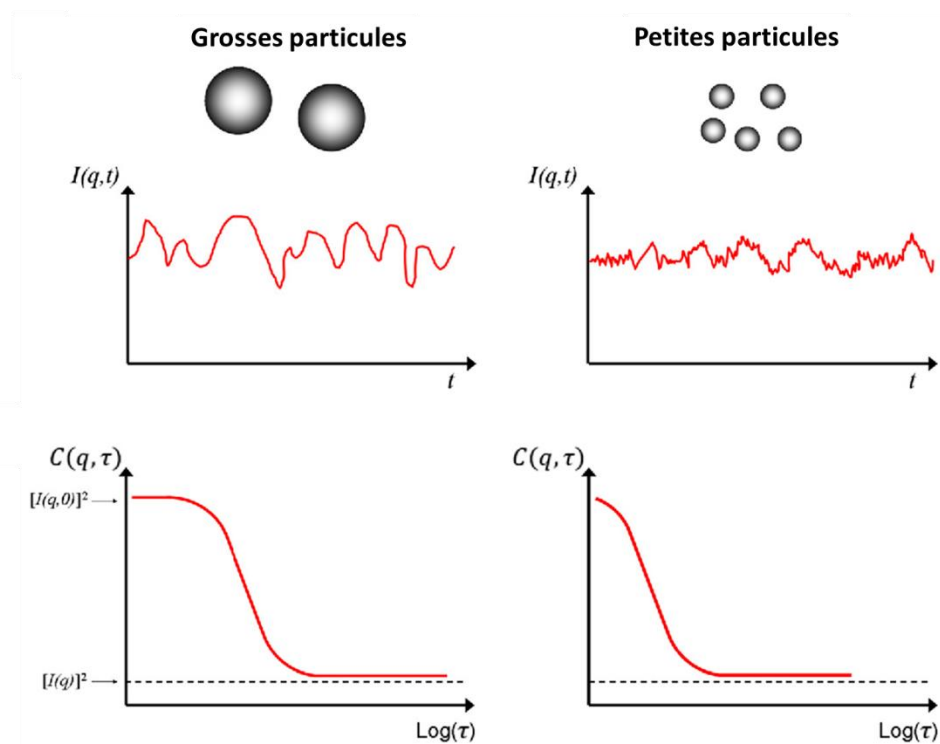 Grosses particules
Petites particules
I(q,t)
I(q,t)
t
t
C(q,τ)
C(q,τ)
[I(q,0)]²
[I(q)]²
Log(τ)
Log(τ)